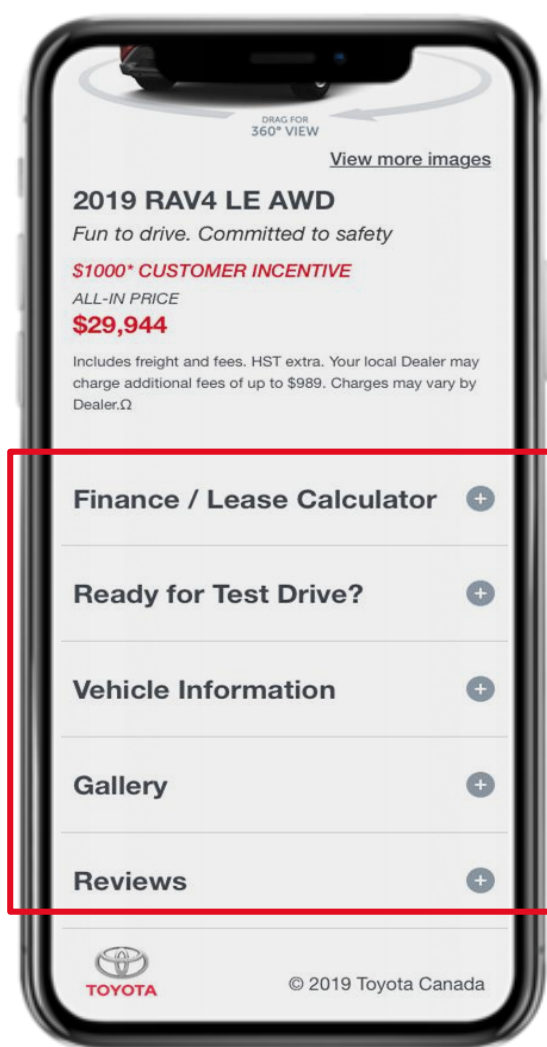 DRAG FOR
360° VIEW
View more images
2019 RAV4 LE AWD
Fun to drive. Committed to safety
$1000* CUSTOMER INCENTIVE
ALL-IN PRICE
$29,944
Includes freight and fees. HST extra. Your local Dealer may
charge additional fees of up to $989. Charges may vary by
Dealer.Ω
Finance / Lease Calculator
Ready for Test Drive?
Vehicle Information
Gallery
Reviews
TOYOTA
© 2019 Toyota Canada